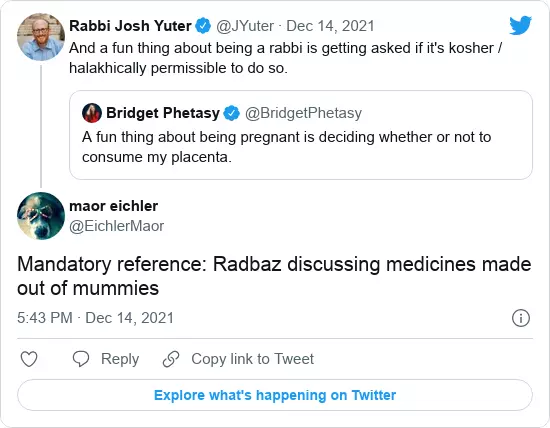 Rabbi Josh Yuter @JYuter · Dec 14, 2021
And a fun thing about being a rabbi is getting asked if it's kosher /
halakhically permissible to do so.
Bridget Phetasy @BridgetPhetasy
A fun thing about being pregnant is deciding whether or not to
consume my placenta.
maor eichler
@EichlerMaor
Mandatory reference: Radbaz discussing medicines made
out of mummies
5:43 PM · Dec 14, 2021
Reply
Copy link to Tweet
Explore what's happening on Twitter